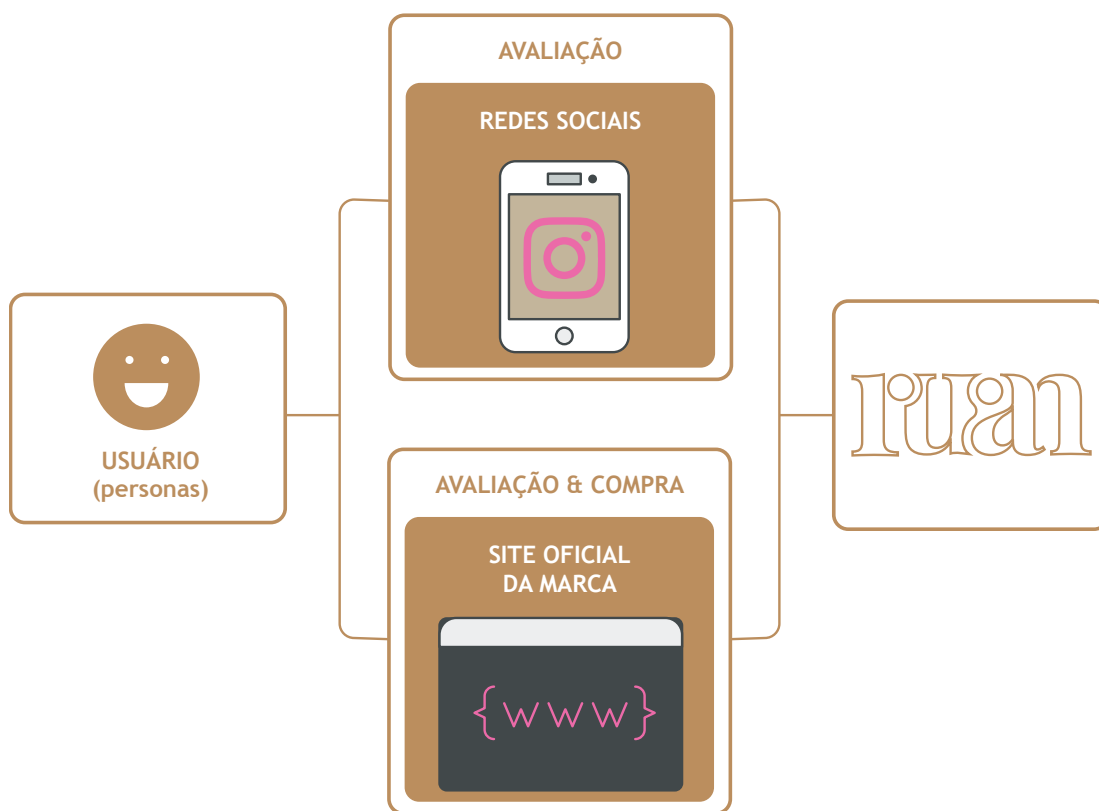 AVALIAÇÃO
REDES SOCIAIS
USUÁRIO
(personas)
ruan
AVALIAÇÃO & COMPRA
SITE OFICIAL
DA MARCA
{www}